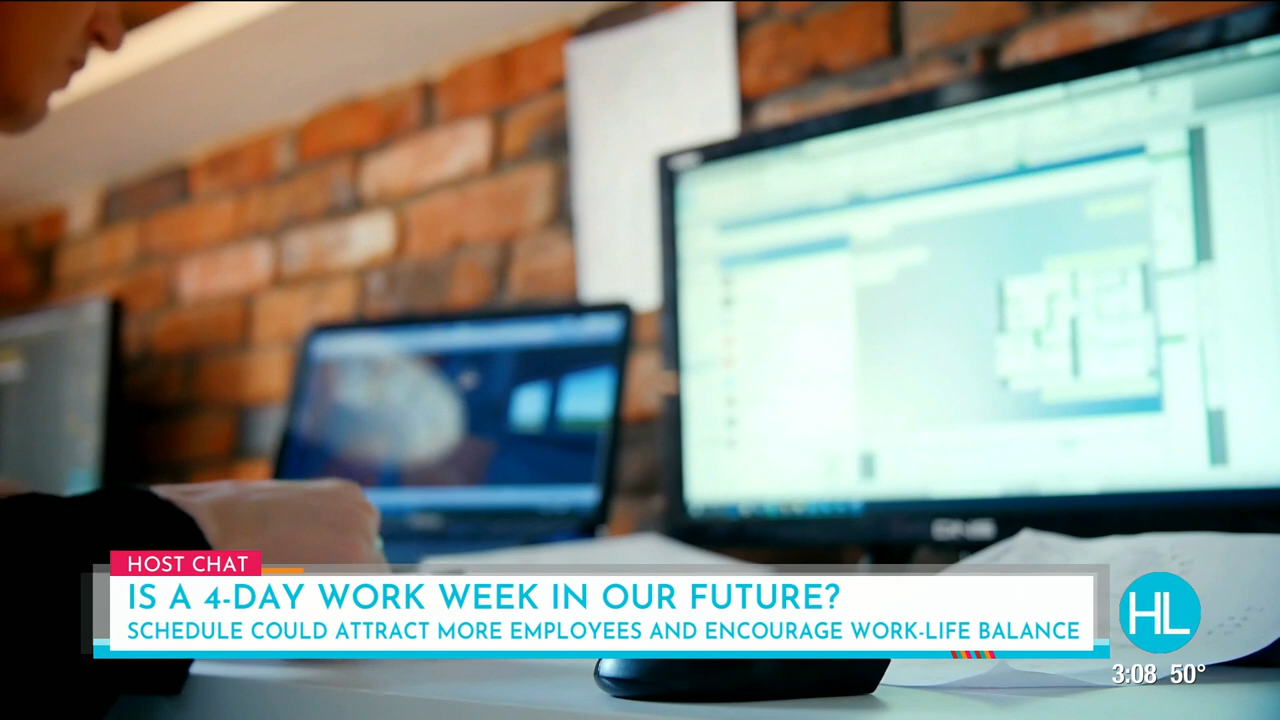 HOST CHAT
IS A 4-DAY WORK WEEK IN OUR FUTURE?
SCHEDULE COULD ATTRACT MORE EMPLOYEES AND ENCOURAGE WORK-LIFE BALANCE
HL
3:08 50°